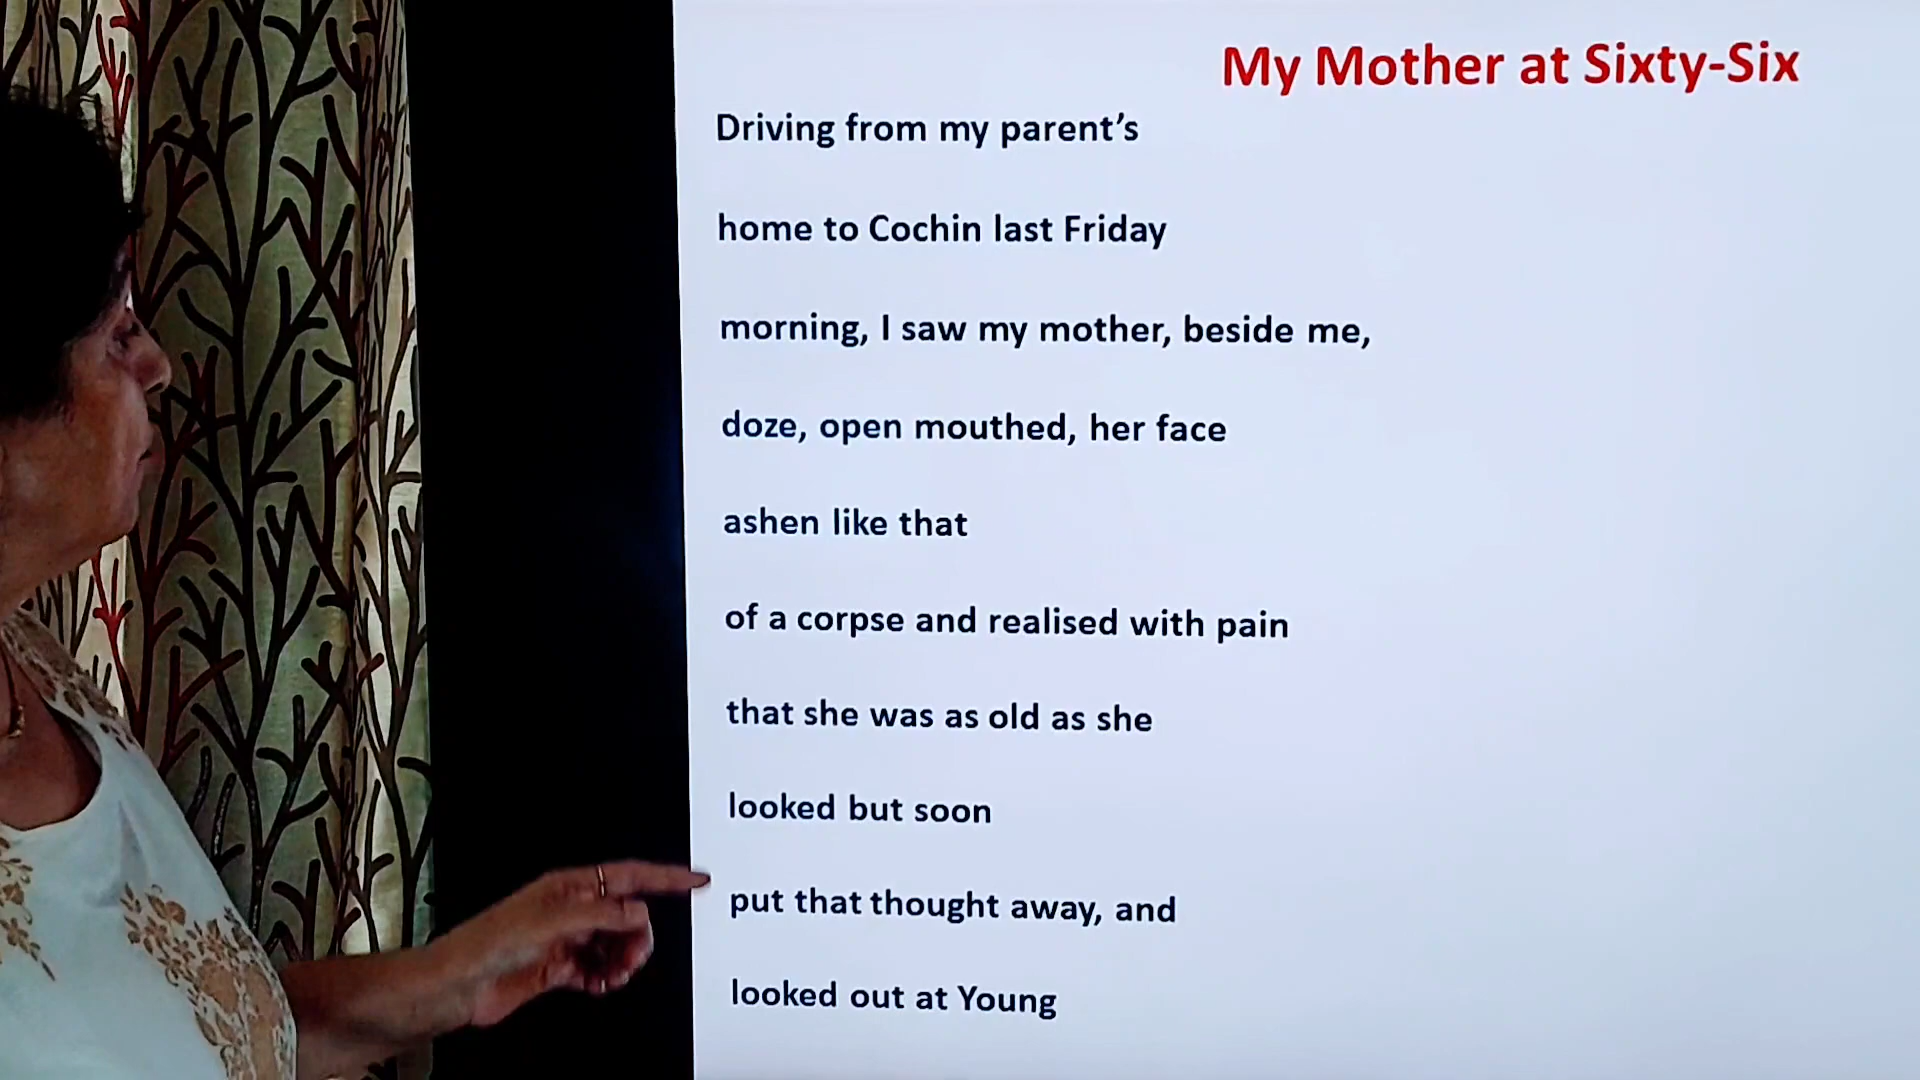 My Mother at Sixty-Six
Driving from my parent’s
home to Cochin last Friday
morning, I saw my mother, beside me,
doze, open mouthed, her face
ashen like that
of a corpse and realised with pain
that she was as old as she
looked but soon
put that thought away, and
looked out at Young